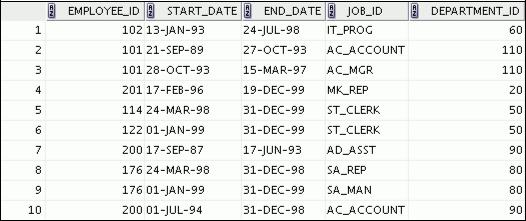 EMPLOYEE_ID START_DATE END_DATE JOB_ID DEPARTMENT_ID
1 102 13-JAN-93 24-JUL-98 IT_PROG 60
2 101 21-SEP-89 27-OCT-93 AC_ACCOUNT 110
3 101 28-OCT-93 15-MAR-97 AC_MGR 110
4 201 17-FEB-96 19-DEC-99 MK_REP 20
5 114 24-MAR-98 31-DEC-99 ST_CLERK 50
6 122 01-JAN-99 31-DEC-99 ST_CLERK 50
7 200 17-SEP-87 17-JUN-93 AD_ASST 90
8 176 24-MAR-98 31-DEC-98 SA_REP 80
9 176 01-JAN-99 31-DEC-99 SA_MAN 80
10 200 01-JUL-94 31-DEC-98 AC_ACCOUNT 90